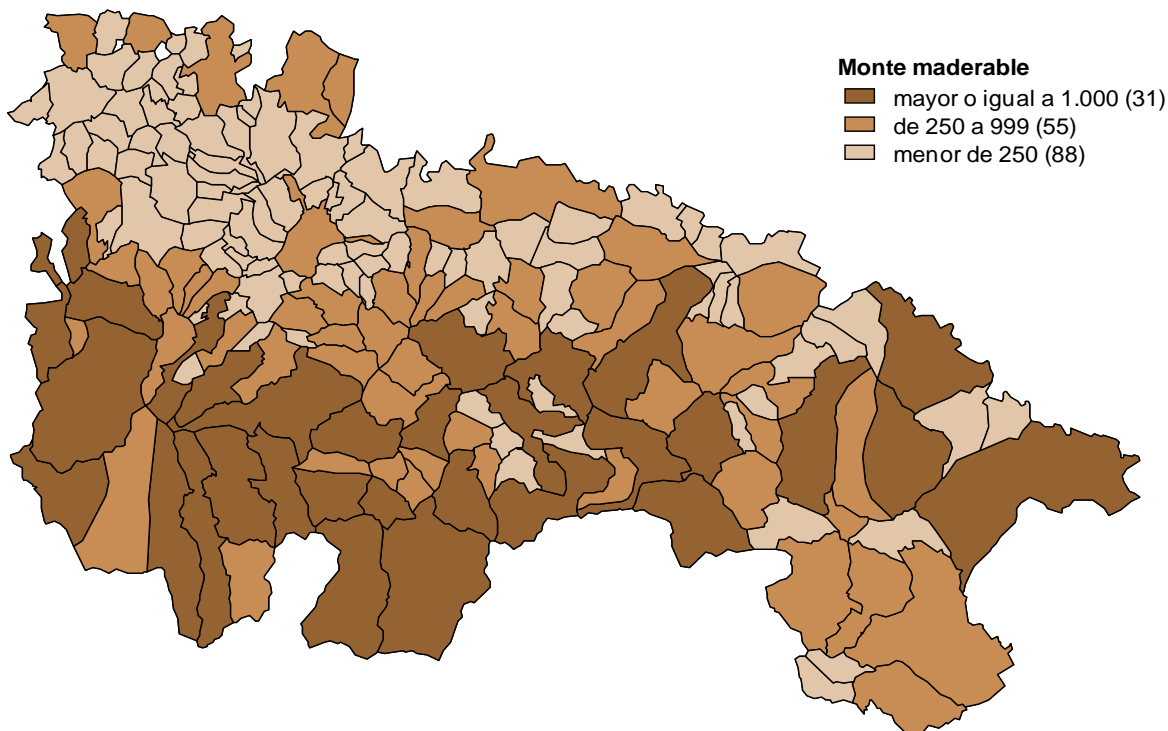 Monte maderable
mayor o igual a 1.000 (31)
de 250 a 999 (55)
menor de 250 (88)